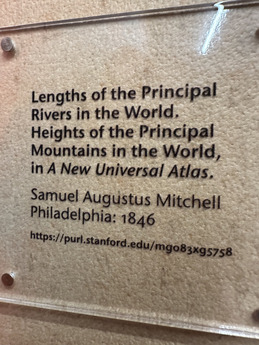 Lengths of the Principal
Rivers in the World.
Heights of the Principal
Mountains in the World,
in A New Universal Atlas.
Samuel Augustus Mitchell
Philadelphia: 1846
https://purl.stanford.edu/mg083xg5758